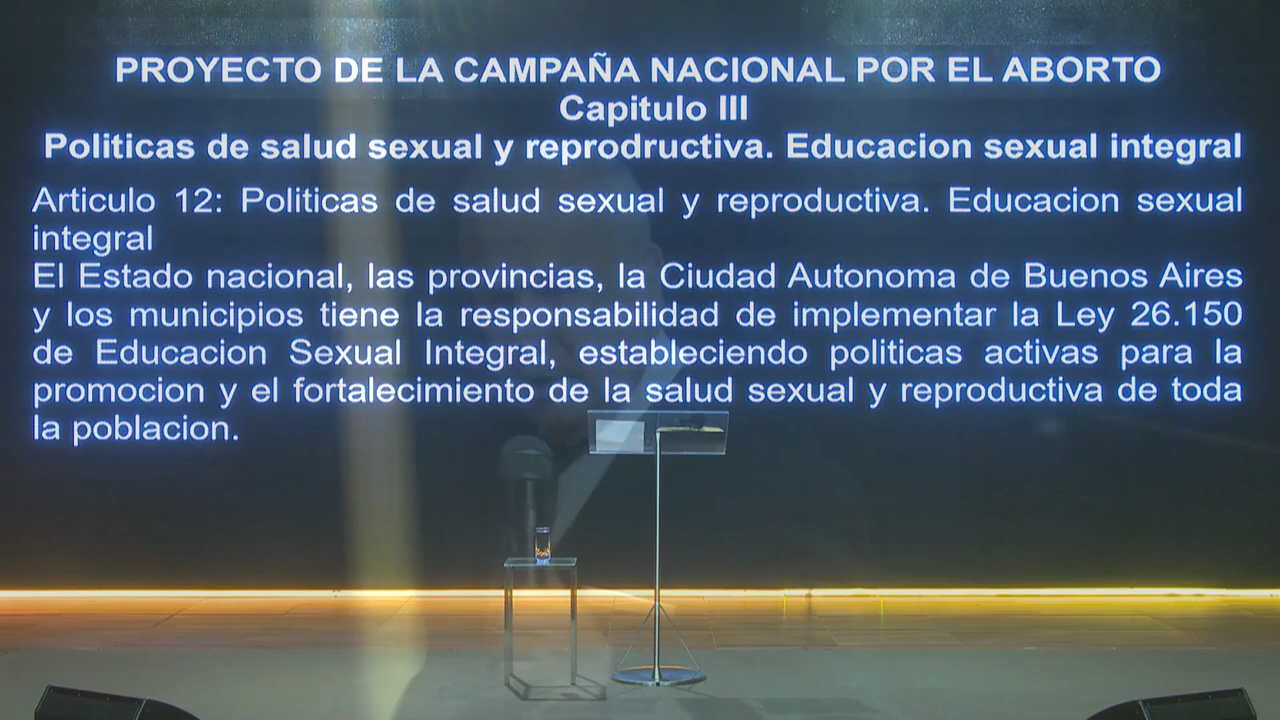 PROYECTO DE LA CAMPAÑA NACIONAL POR EL ABORTO
Capitulo III
Politicas de salud sexual y reprodructiva. Educacion sexual integral
Articulo 12: Politicas de salud sexual y reproductiva. Educacion sexual
integral
El Estado nacional, las provincias, la Ciudad Autonoma de Buenos Aires
y los municipios tiene la responsabilidad de implementar la Ley 26.150
de Educacion Sexual Integral, estableciendo politicas activas para la
promocion y el fortalecimiento de la salud sexual y reproductiva de toda
la poblacion.